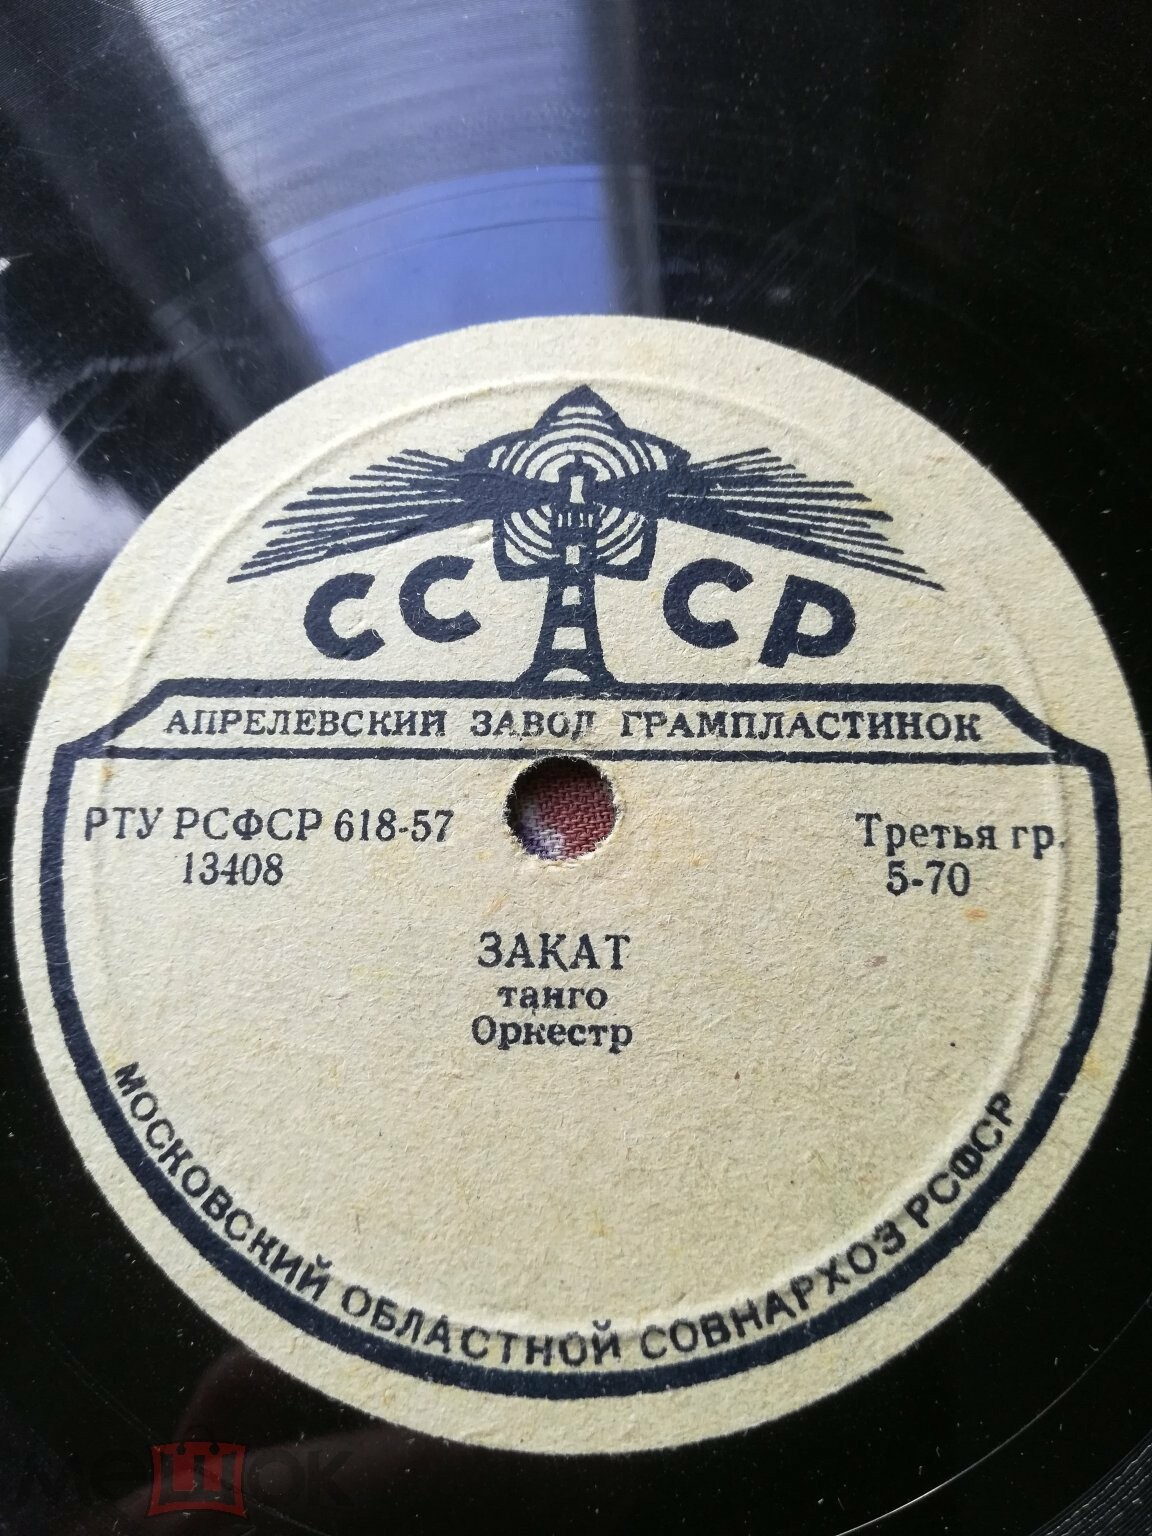 СССР
АПРЕЛЕВСКИЙ ЗАВОД ГРАМПЛАСТИНОК
РТУ РСФСР 618-57
13408
Третья гр.
5-70
ЗАКАТ
танго
Оркестр
МОСКОВСКИЙ ОБЛАСТНОЙ СОВНАРХОЗ РСФСР
мешок